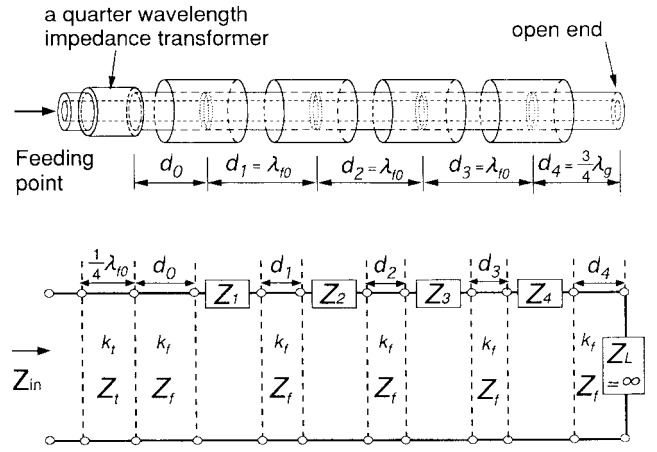 a quarter wavelength
impedance transformer
open end
Feeding
point
d₀
d₁ = λf0
d₂ = λf0
d₃ = λf0
d₄ = 3/4 λg
1/4 λf0
d₀
d₁
d₂
d₃
d₄
Z₁
Z₂
Z₃
Z₄
Zin
kt
kf
kf
kf
kf
kf
ZL
= ∞
Zt
Zf
Zf
Zf
Zf
Zf